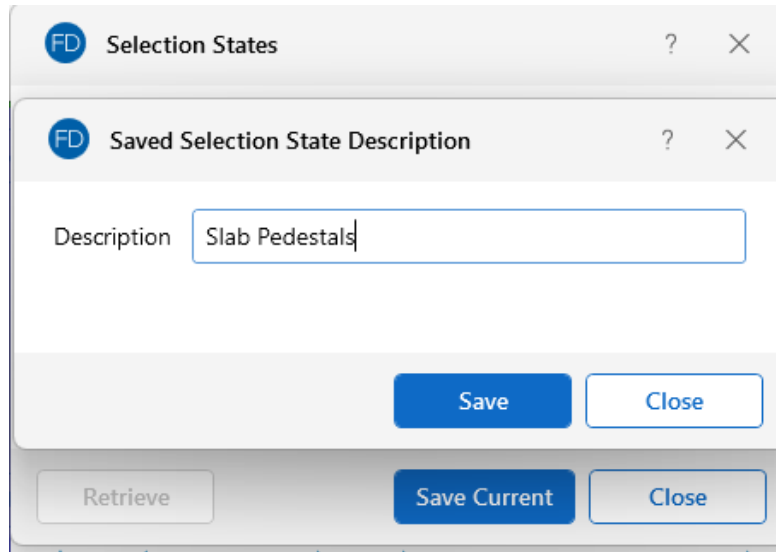 FD Selection States ?
FD Saved Selection State Description ?
Description Slab Pedestals
Save Close
Retrieve Save Current Close